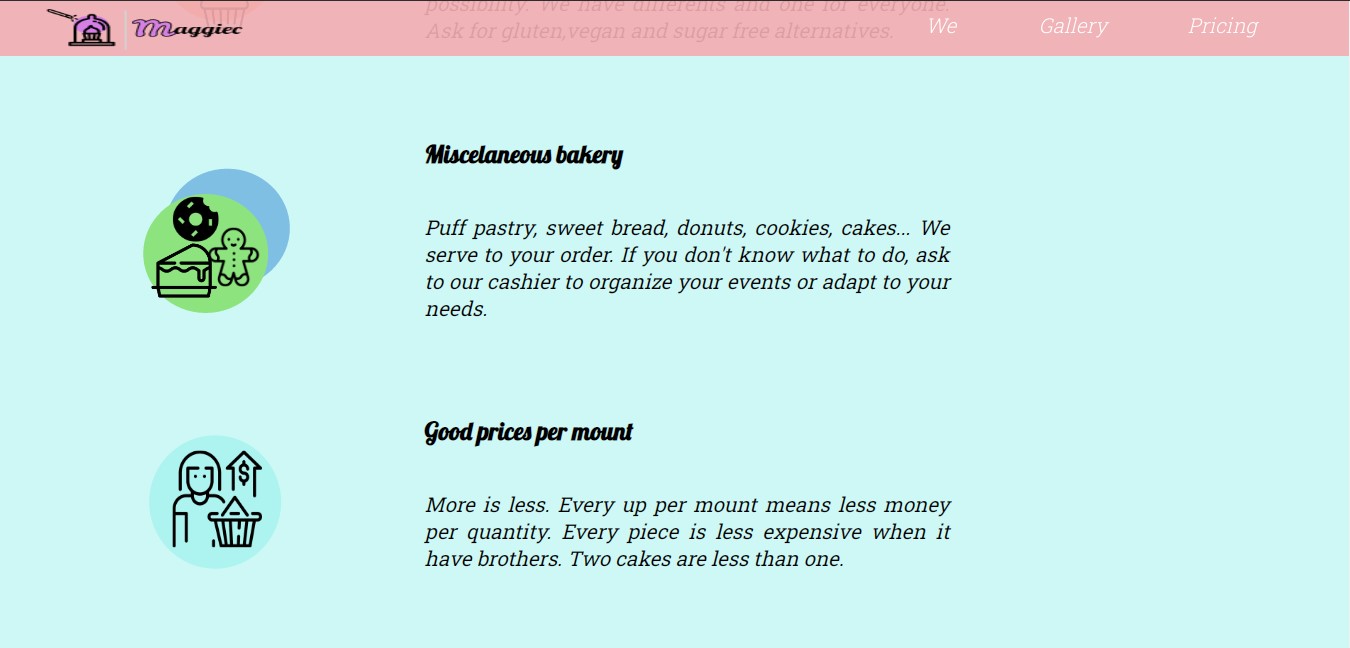 possibility. We have differents and one for everyone.
Maggiec
We Gallery Pricing
Ask for gluten,vegan and sugar free alternatives.
Miscelaneous bakery
Puff pastry, sweet bread, donuts, cookies, cakes... We
serve to your order. If you don't know what to do, ask
to our cashier to organize your events or adapt to your
needs.
$
Good prices per mount
More is less. Every up per mount means less money
per quantity. Every piece is less expensive when it
have brothers. Two cakes are less than one.